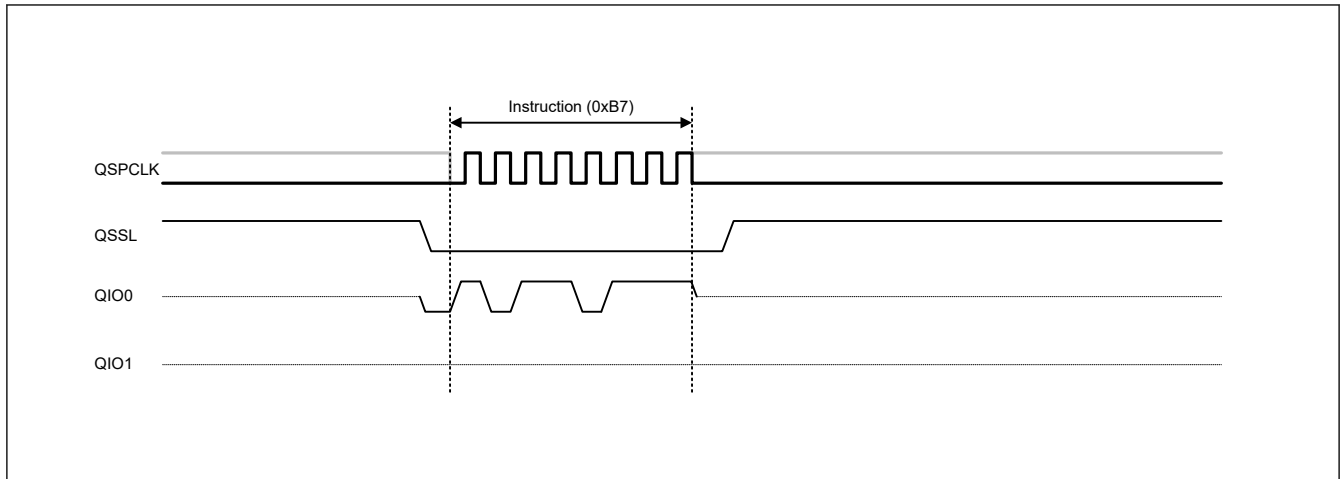 Instruction (0xB7)
QSPCLK
QSSL
QIO0
QIO1